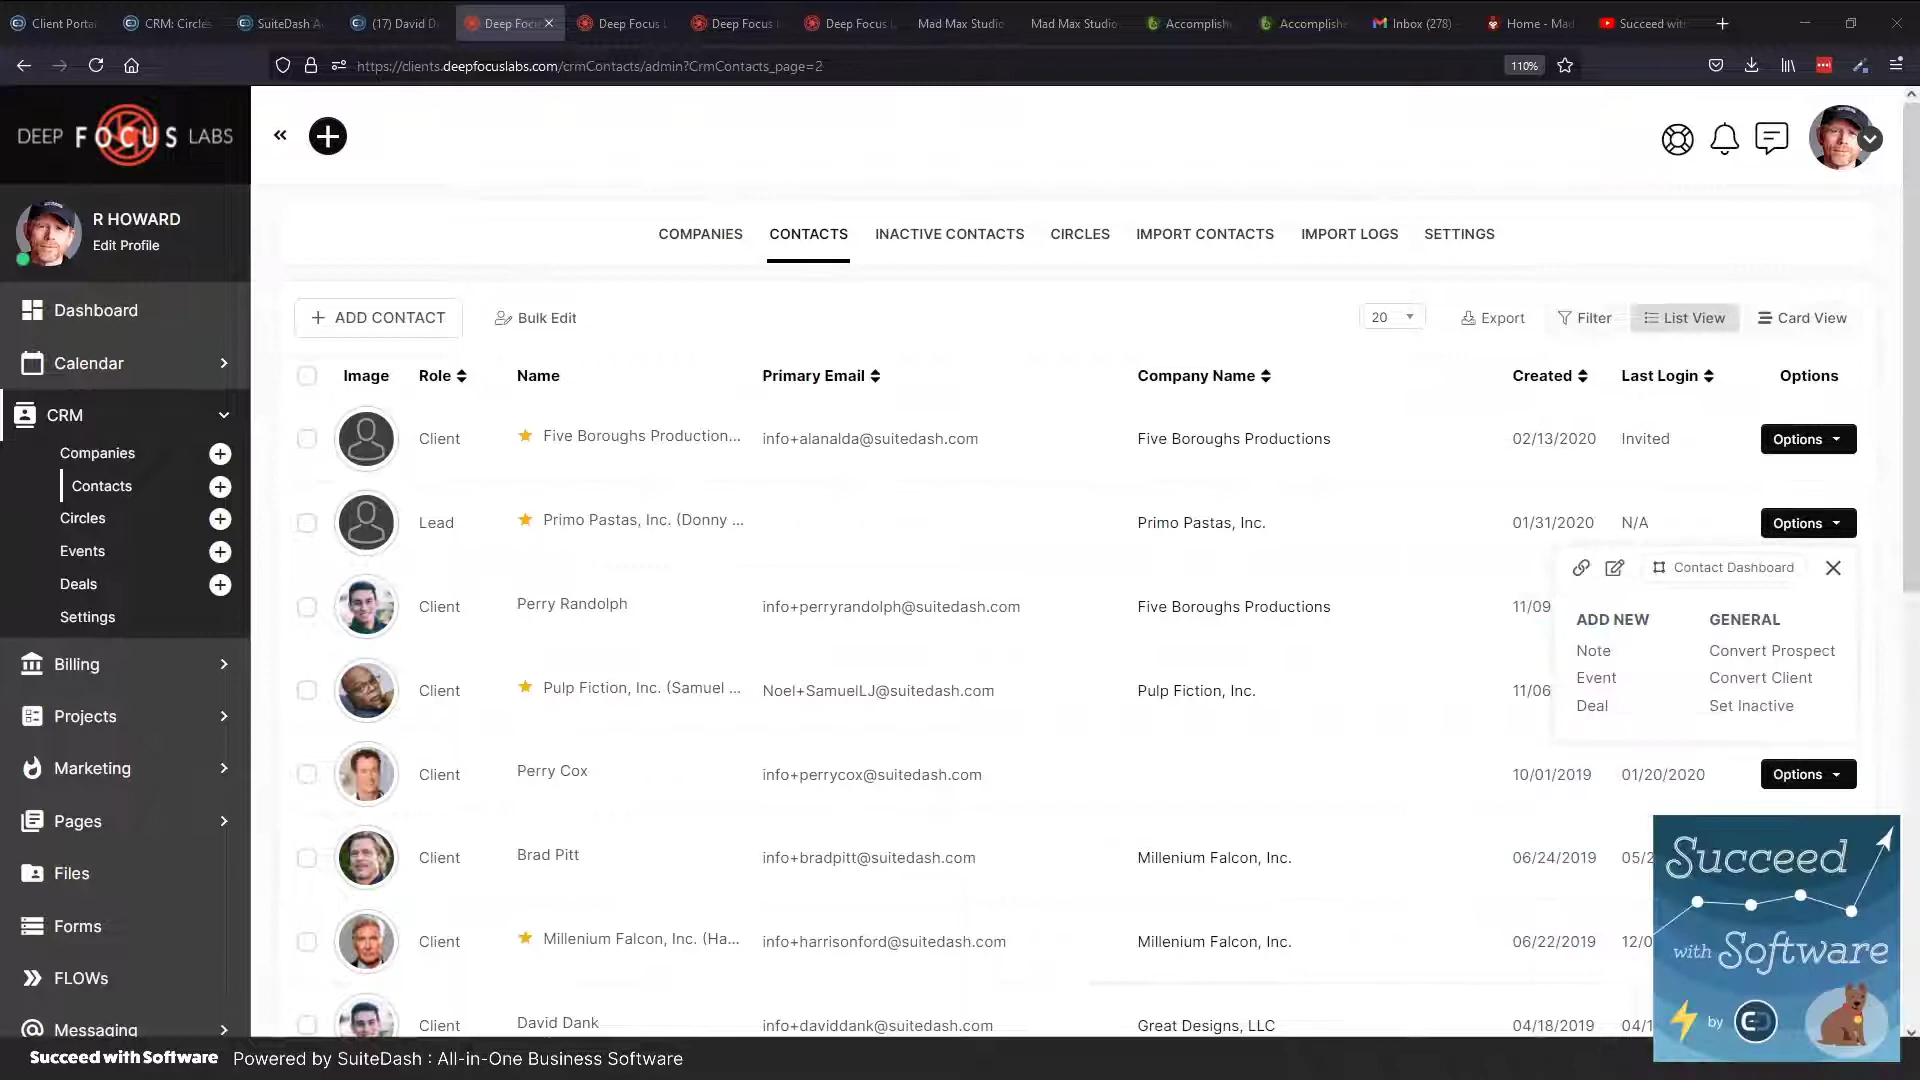 Client Porta
CRM: Circle
SuiteDash A
(17) David D
Deep Focu
Deep Focus L
Deep Focus
Deep Focus L
Mad Max Studio
Mad Max Studio
Accomplish
Accomplishe
Inbox (278)
Home - Mad
Succeed with
https://clients.deepfocuslabs.com/crmContacts/admin?CrmContacts_page=2
110%
DEEP FOCUS LABS
R HOWARD
Edit Profile
COMPANIES
CONTACTS
INACTIVE CONTACTS
CIRCLES
IMPORT CONTACTS
IMPORT LOGS
SETTINGS
Dashboard
Calendar
CRM
Companies
Contacts
Circles
Events
Deals
Settings
Billing
Projects
Marketing
Pages
Files
Forms
FLOWs
Messaging
ADD CONTACT
Bulk Edit
20
Export
Filter
List View
Card View
Image Role Name Primary Email Company Name Created Last Login Options
Client Five Boroughs Production... info+alanalda@suitedash.com Five Boroughs Productions 02/13/2020 Invited Options
Lead Primo Pastas, Inc. (Donny ... Primo Pastas, Inc. 01/31/2020 N/A Options
Client Perry Randolph info+perryrandolph@suitedash.com Five Boroughs Productions 11/09
Client Pulp Fiction, Inc. (Samuel ... Noel+SamuelLJ@suitedash.com Pulp Fiction, Inc. 11/06
Contact Dashboard
ADD NEW
Note
Event
Deal
GENERAL
Convert Prospect
Convert Client
Set Inactive
Client Perry Cox info+perrycox@suitedash.com 10/01/2019 01/20/2020 Options
Client Brad Pitt info+bradpitt@suitedash.com Millenium Falcon, Inc. 06/24/2019 05/2
Client Millenium Falcon, Inc. (Ha... info+harrisonford@suitedash.com Millenium Falcon, Inc. 06/22/2019 12/0
Client David Dank info+daviddank@suitedash.com Great Designs, LLC 04/18/2019 04/1
Succeed
with Software
by
Succeed with Software Powered by SuiteDash : All-in-One Business Software